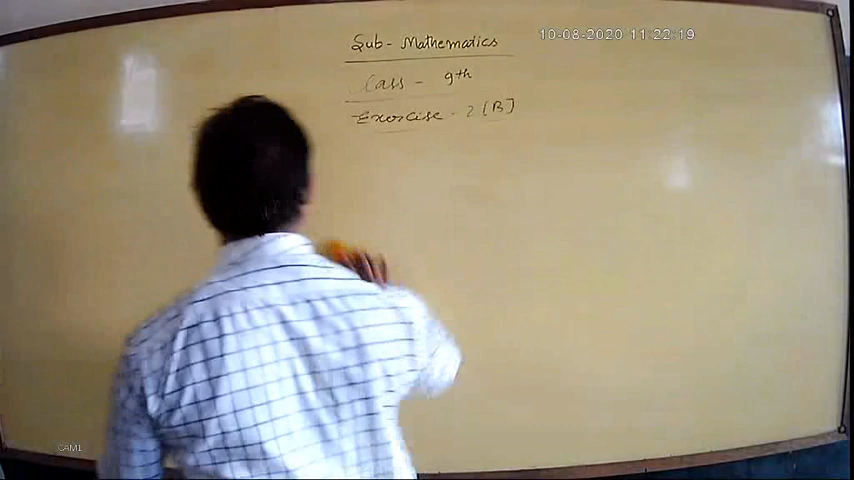 Sub - Mathematics
10-08-2020 11:22:19
Class - 9th
Exercise - 2 [B]
CAM1